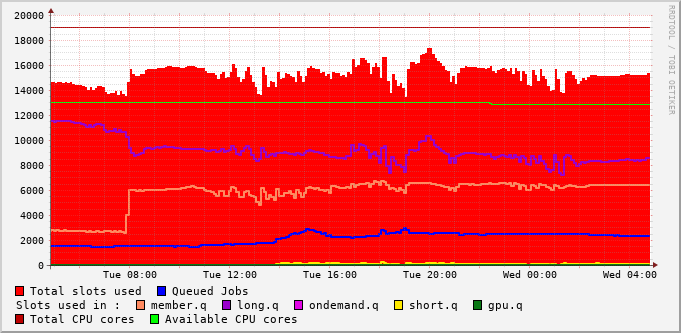 20000
18000
16000
14000
12000
10000
8000
6000
4000
2000
0
Tue 08:00 Tue 12:00 Tue 16:00 Tue 20:00 Wed 00:00 Wed 04:00
Total slots used Queued Jobs
Slots used in : member.q long.q ondemand.q short.q gpu.q
Total CPU cores Available CPU cores
RRDTOOL / TOBI OETIKER